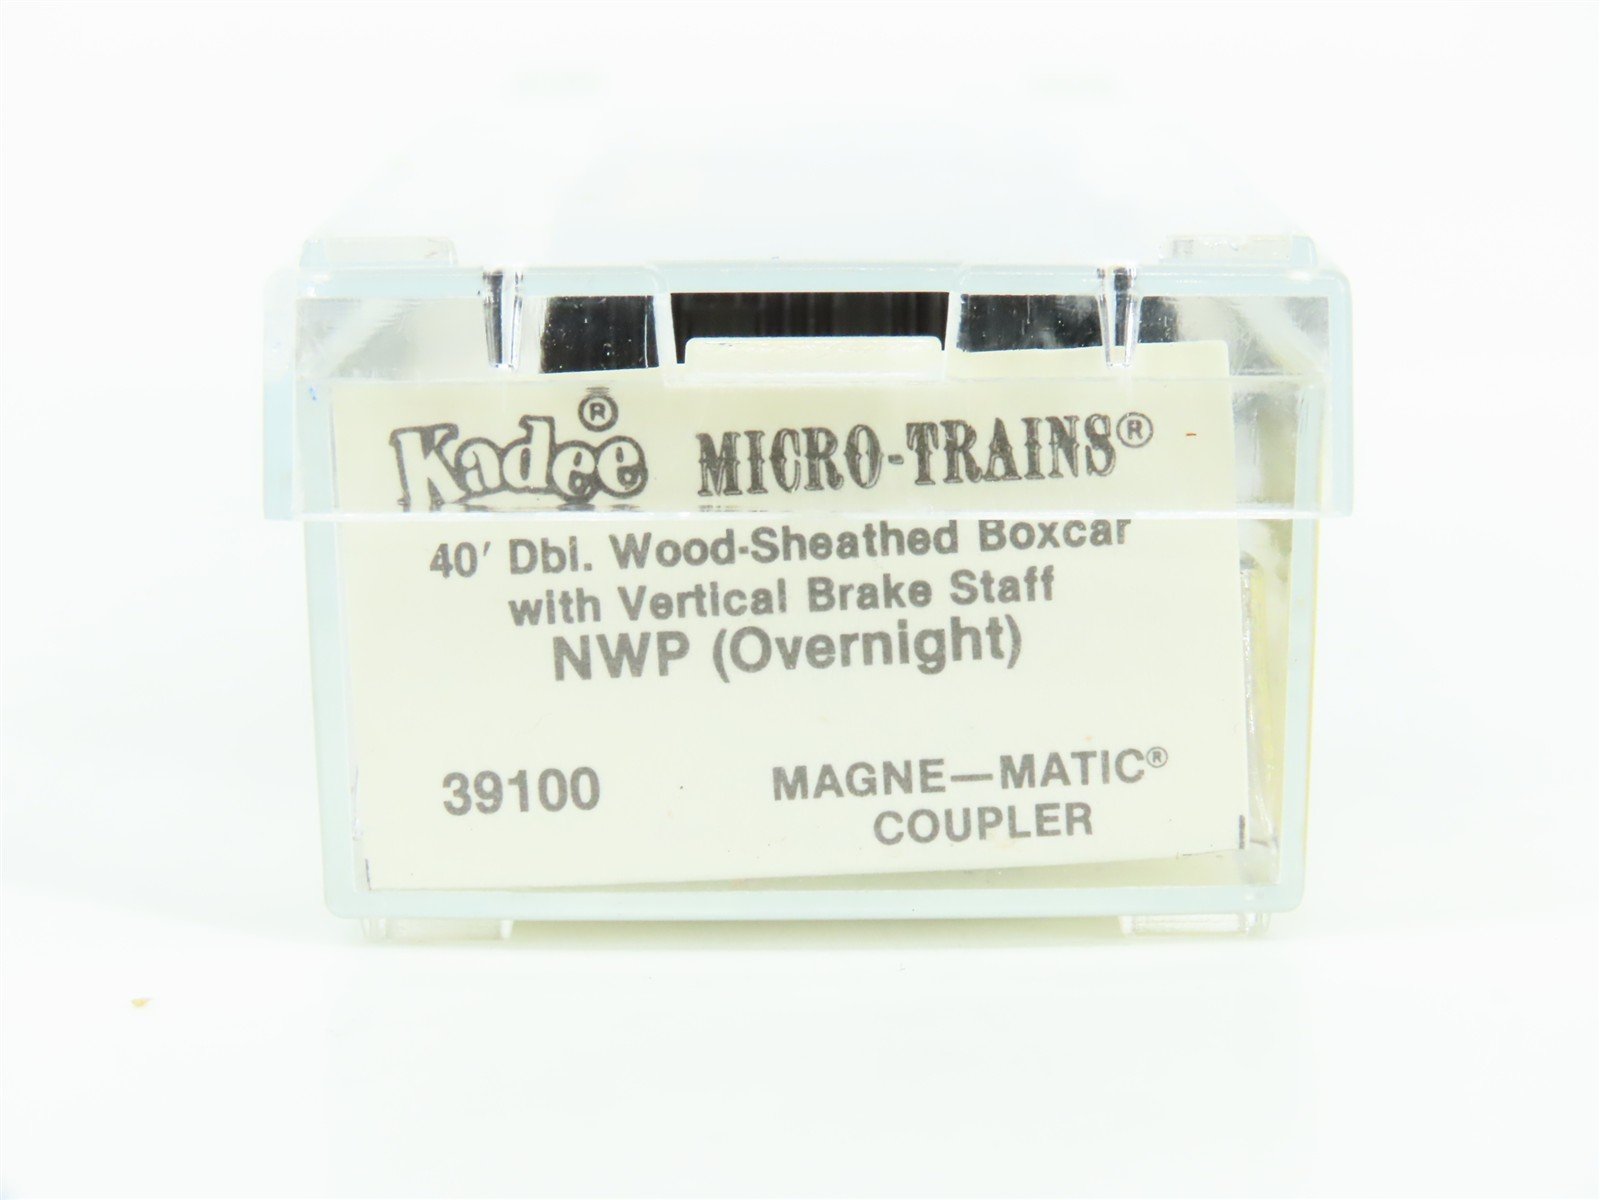 Kadee® MICRO-TRAINS®
40' Dbl. Wood-Sheathed Boxcar
with Vertical Brake Staff
NWP (Overnight)
39100
MAGNE—MATIC®
COUPLER